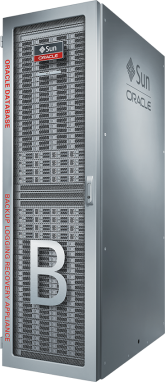 Sun
ORACLE
Sun
ORACLE
ORACLE DATABASE
BACKUP LOGGING RECOVERY APPLIANCE
B